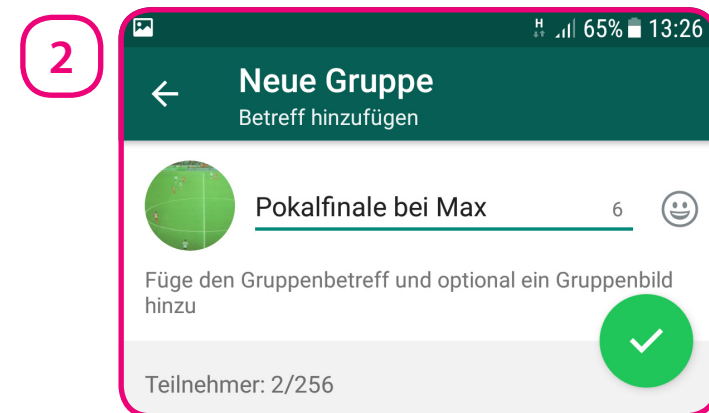 2
H 65% 13:26
Neue Gruppe
Betreff hinzufügen
Pokalfinale bei Max 6
Füge den Gruppenbetreff und optional ein Gruppenbild
hinzu
Teilnehmer: 2/256